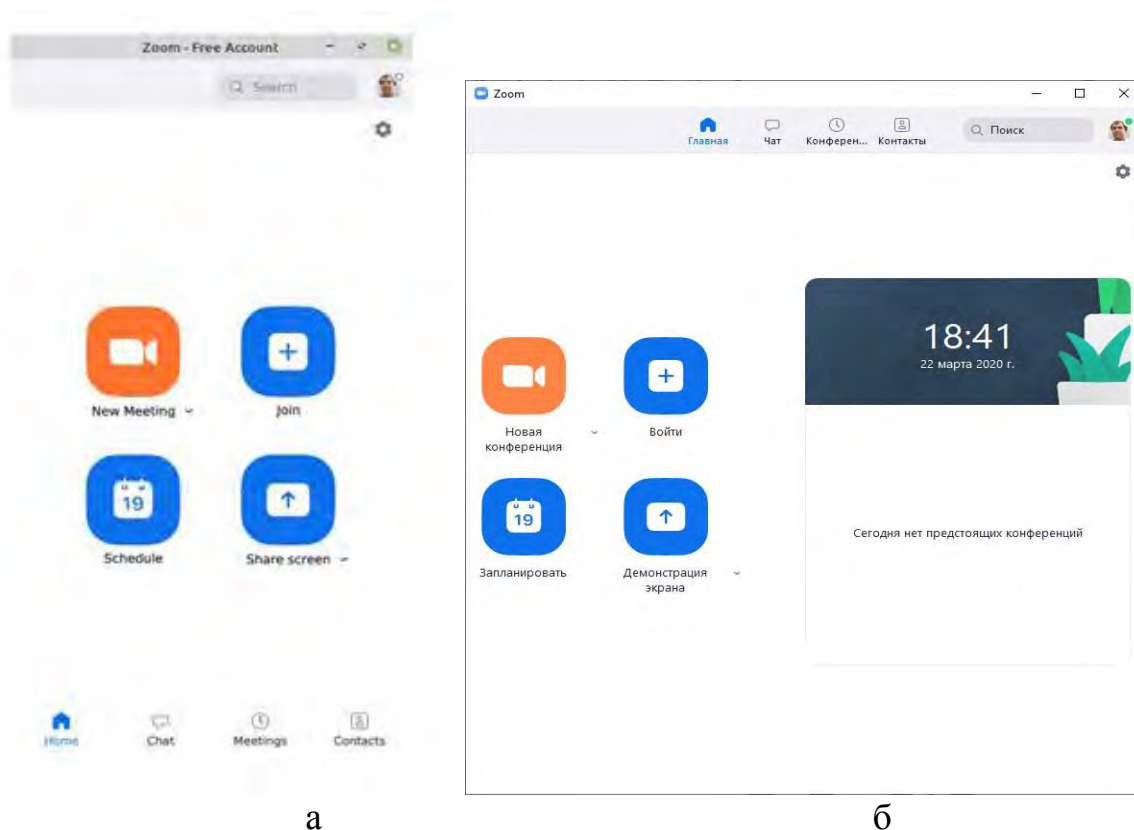 Zoom - Free Account
Search
New Meeting
Join
19
Schedule
Share screen
Home
Chat
Meetings
Contacts
а
Zoom
Главная
Чат
Конферен...
Контакты
Поиск
Новая
конференция
Войти
19
Запланировать
Демонстрация
экрана
18:41
22 марта 2020 г.
Сегодня нет предстоящих конференций
б